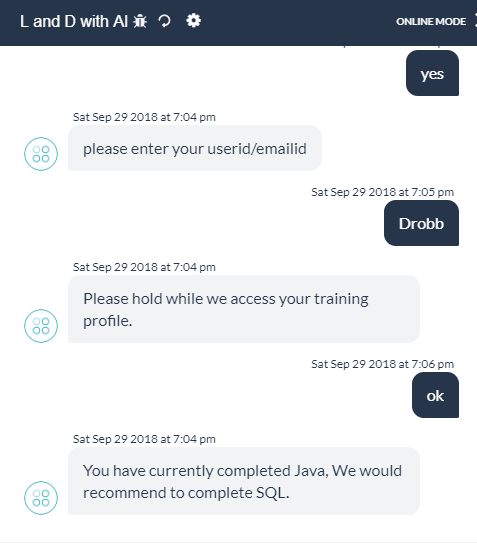 L and D with AI
ONLINE MODE
yes
Sat Sep 29 2018 at 7:04 pm
please enter your userid/emailid
Sat Sep 29 2018 at 7:05 pm
Drobb
Sat Sep 29 2018 at 7:04 pm
Please hold while we access your training
profile.
Sat Sep 29 2018 at 7:06 pm
ok
Sat Sep 29 2018 at 7:04 pm
You have currently completed Java, We would
recommend to complete SQL.